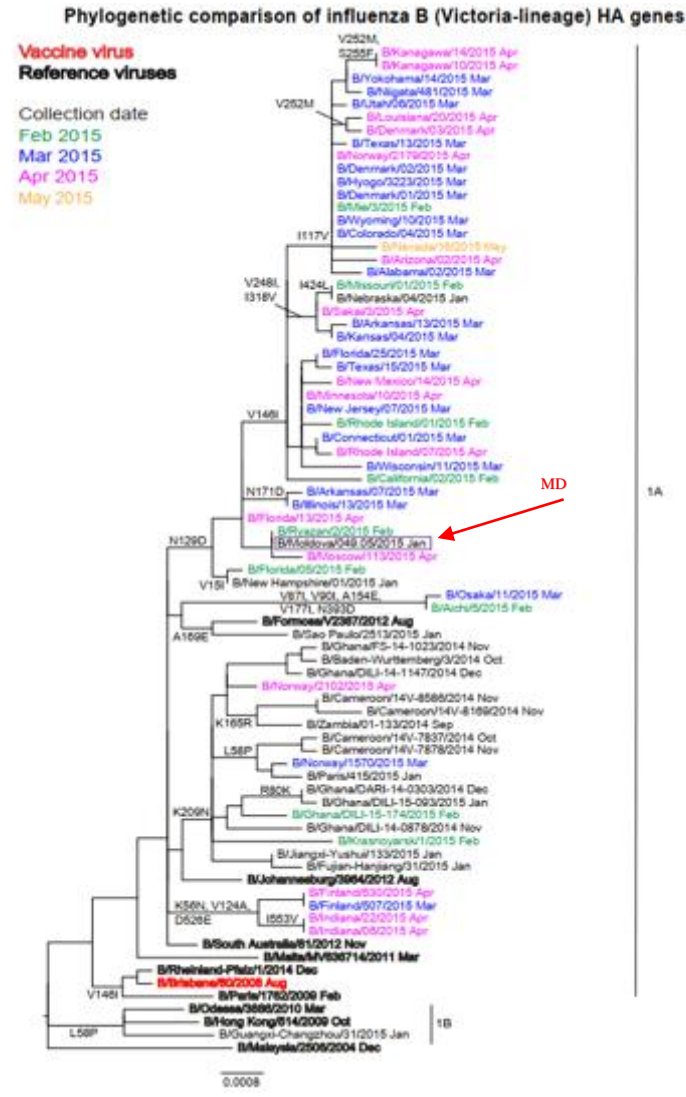 Phylogenetic comparison of influenza B (Victoria-lineage) HA genes
Vaccine virus
Reference viruses
Collection date
Feb 2015
Mar 2015
Apr 2015
May 2015
V252M,
S255F
B/Kanagawa/14/2015 Apr
B/Kanagawa/10/2015 Apr
B/Yokohama/14/2015 Mar
B/Niigata/481/2015 Mar
B/Utah/06/2015 Mar
V252M
B/Louisiana/20/2015 Apr
B/Denmark/03/2015 Apr
B/Texas/13/2015 Mar
B/Norway/2179/2015 Apr
B/Denmark/02/2015 Mar
B/Hyogo/3223/2015 Mar
B/Denmark/01/2015 Mar
B/Mie/3/2015 Feb
B/Wyoming/10/2015 Mar
B/Colorado/04/2015 Mar
I117V
B/Nevada/16/2015 May
B/Arizona/02/2015 Apr
B/Alabama/02/2015 Mar
V248I,
I318V
I424L
B/Missouri/01/2015 Feb
B/Nebraska/04/2015 Jan
B/Sakai/3/2015 Apr
B/Arkansas/13/2015 Mar
B/Kansas/04/2015 Mar
B/Florida/25/2015 Mar
B/Texas/15/2015 Mar
B/New Mexico/14/2015 Apr
B/Minnesota/10/2015 Apr
B/New Jersey/07/2015 Mar
V146I
B/Rhode Island/01/2015 Feb
B/Connecticut/01/2015 Mar
B/Rhode Island/07/2015 Apr
B/Wisconsin/11/2015 Mar
B/California/02/2015 Feb
MD
1A
N171D
B/Arkansas/07/2015 Mar
B/Illinois/13/2015 Mar
B/Florida/13/2015 Apr
B/Ryazan/2/2015 Feb
N129D
B/Moldova/049.05/2015 Jan
B/Moscow/113/2015 Apr
B/Florida/05/2015 Feb
V15I
B/New Hampshire/01/2015 Jan
V87I, V90I, A154E,
V177I, N393D
B/Osaka/11/2015 Mar
B/Aichi/5/2015 Feb
B/Formosa/V2367/2012 Aug
A169E
B/Sao Paulo/2513/2015 Jan
B/Ghana/FS-14-1023/2014 Nov
B/Baden-Wurttemberg/3/2014 Oct
B/Ghana/DILI-14-1147/2014 Dec
B/Norway/2102/2015 Apr
B/Cameroon/14V-8586/2014 Nov
B/Cameroon/14V-8169/2014 Nov
K165R
B/Zambia/01-133/2014 Sep
B/Cameroon/14V-7837/2014 Oct
L58P
B/Cameroon/14V-7878/2014 Nov
B/Norway/1570/2015 Mar
B/Paris/415/2015 Jan
R80K
B/Ghana/DARI-14-0303/2014 Dec
B/Ghana/DILI-15-093/2015 Jan
K209N
B/Ghana/DILI-15-174/2015 Feb
B/Ghana/DILI-14-0878/2014 Nov
B/Krasnoyarsk/1/2015 Feb
B/Jiangxi-Yushui/133/2015 Jan
B/Fujian-Hanjiang/31/2015 Jan
B/Johannesburg/3964/2012 Aug
K56N, V124A,
D526E
B/Finland/530/2015 Apr
B/Finland/507/2015 Mar
I553V
B/Indiana/22/2015 Apr
B/Indiana/08/2015 Apr
B/South Australia/81/2012 Nov
B/Malta/MV636714/2011 Mar
B/Rheinland-Pfalz/1/2014 Dec
B/Brisbane/60/2008 Aug
V146I
B/Paris/1762/2009 Feb
B/Odessa/3886/2010 Mar
B/Hong Kong/514/2009 Oct
1B
L58P
B/Guangxi-Changzhou/31/2015 Jan
B/Malaysia/2506/2004 Dec
0.0008